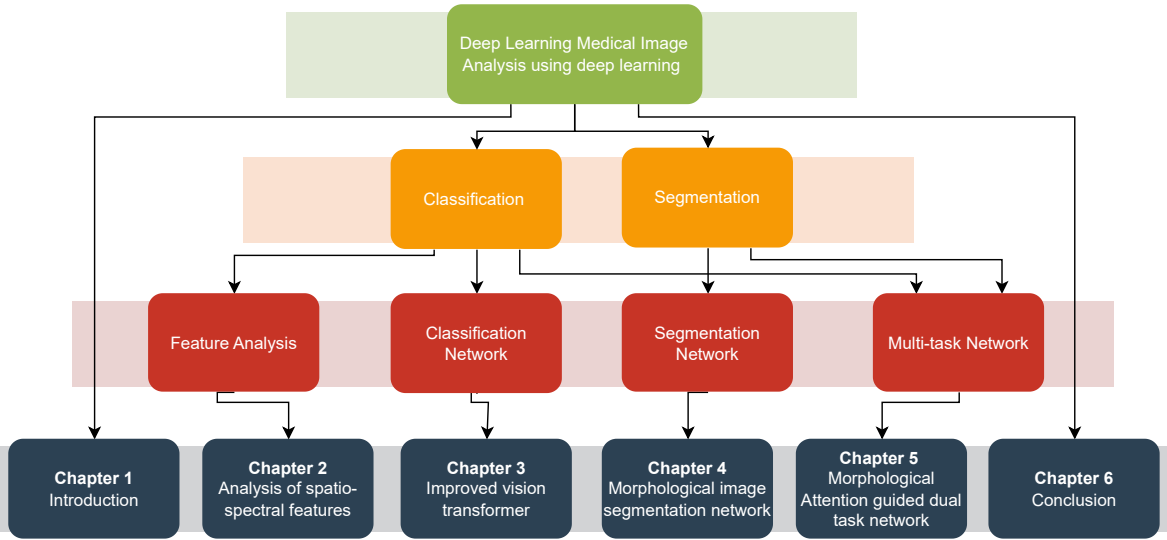 Deep Learning Medical Image
Analysis using deep learning
Classification
Segmentation
Feature Analysis
Classification
Network
Segmentation
Network
Multi-task Network
Chapter 1
Introduction
Chapter 2
Analysis of spatio-
spectral features
Chapter 3
Improved vision
transformer
Chapter 4
Morphological image
segmentation network
Chapter 5
Morphological
Attention guided dual
task network
Chapter 6
Conclusion